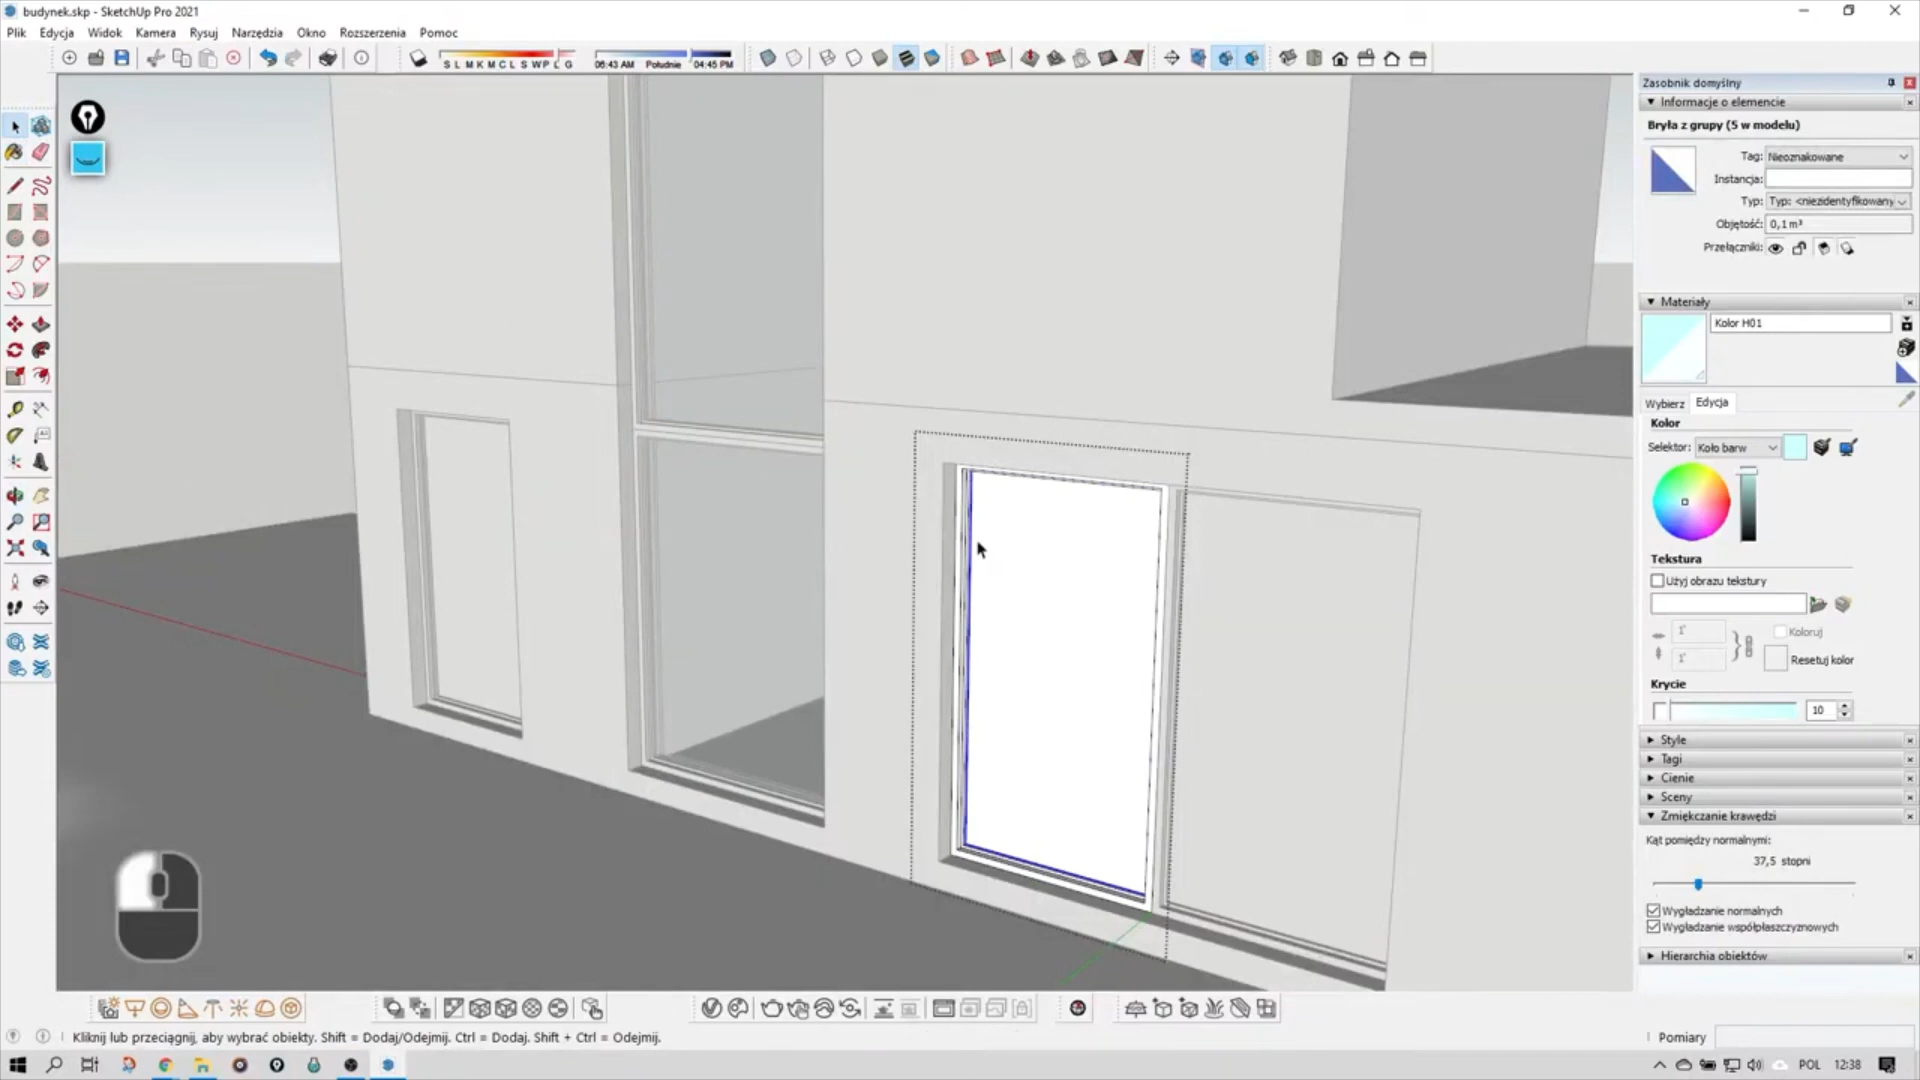 budynek.skp - SketchUp Pro 2021
Plik Edycja Widok Kamera Rysuj Narzędzia Okno Rozszerzenia Pomoc
S L M K M C L S W P L G
06:43 AM Południe 04:45 PM
Zasobnik domyślny
Informacje o elemencie
Bryła z grupy (5 w modelu)
Tag: Nieoznakowane
Instancja:
Typ: Typ: <niezidentyfikowany
Objętość: 0,1 m³
Przełączniki:
Materiały
Kolor H01
Wybierz Edycja
Kolor
Selektor: Koło barw
Tekstura
Użyj obrazu tekstury
1'
Koloruj
1'
Resetuj kolor
Krycie
10
Style
Tagi
Cienie
Sceny
Zmiękczanie krawędzi
Kąt pomiędzy normalnymi:
37,5 stopni
Wygładzanie normalnych
Wygładzanie współpłaszczyznowych
Hierarchia obiektów
Kliknij lub przeciągnij, aby wybrać obiekty. Shift = Dodaj/Odejmij. Ctrl = Dodaj. Shift + Ctrl = Odejmij.
Pomiary
POL 12:38